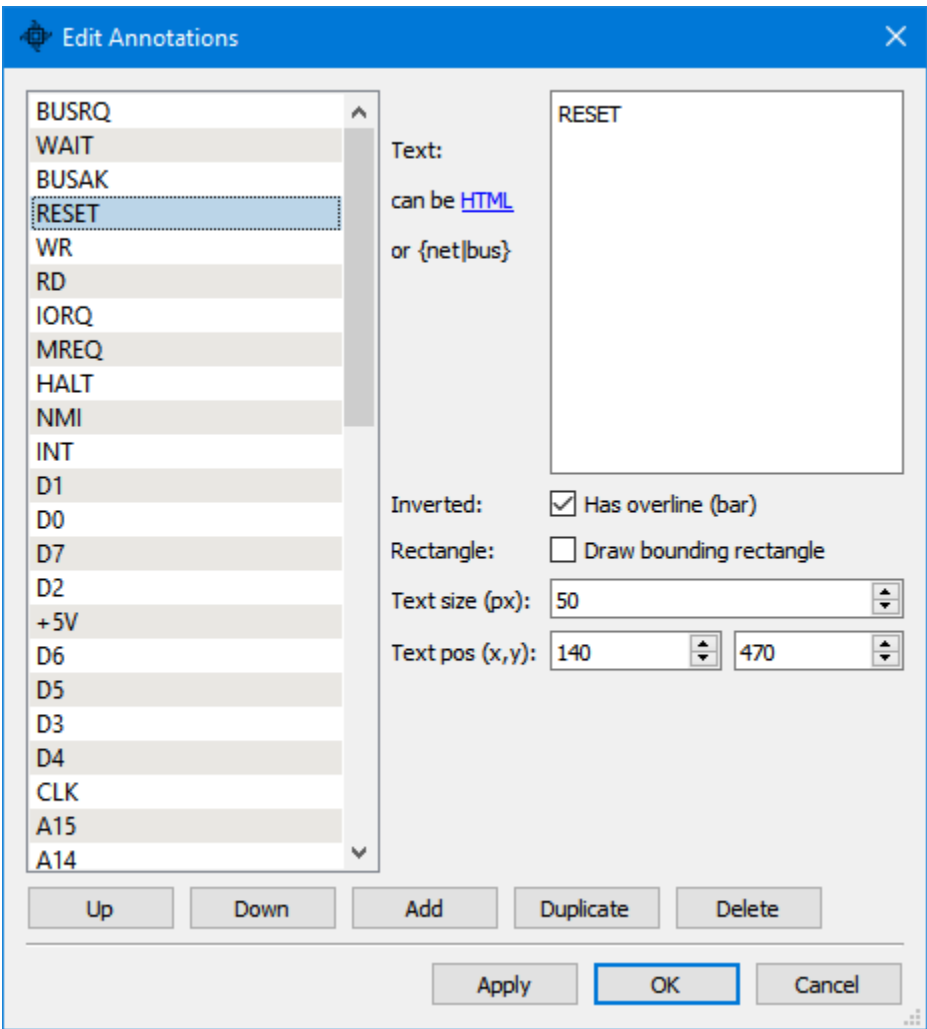 Edit Annotations
BUSRQ
WAIT
BUSAK
RESET
WR
RD
IORQ
MREQ
HALT
NMI
INT
D1
D0
D7
D2
+5V
D6
D5
D3
D4
CLK
A15
A14
Text:
can be HTML
or {net|bus}
RESET
Inverted: Has overline (bar)
Rectangle: Draw bounding rectangle
Text size (px): 50
Text pos (x,y): 140 470
Up Down Add Duplicate Delete
Apply OK Cancel